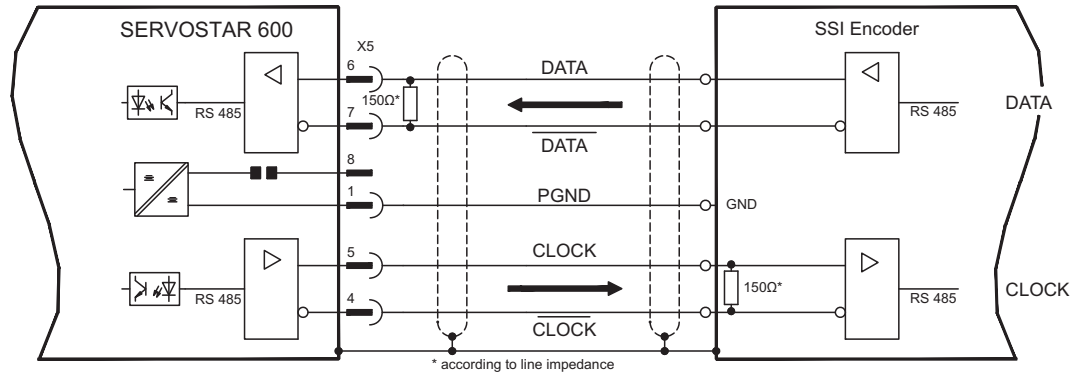 SERVOSTAR 600
X5
SSI Encoder
6
DATA
150Ω*
RS 485
7
DATA
RS 485
DATA
8
1
PGND
GND
5
CLOCK
RS 485
4
CLOCK
150Ω*
RS 485
CLOCK
* according to line impedance